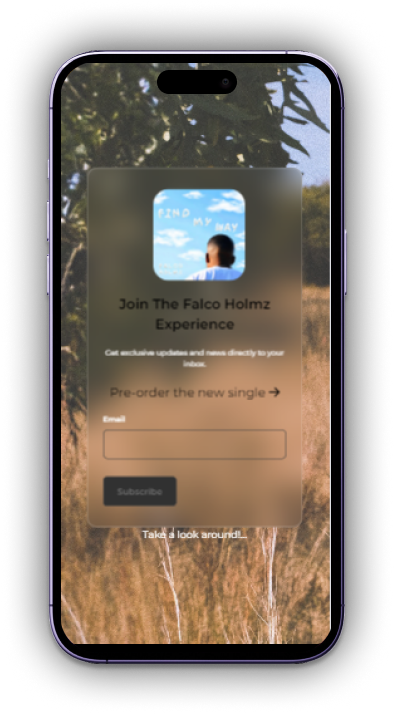 FIND
MY WAY
Join The Falco Holmz
Experience
Get exclusive updates and news directly to your
inbox.
Pre-order the new single →
Email
Subscribe
Take a look around!...